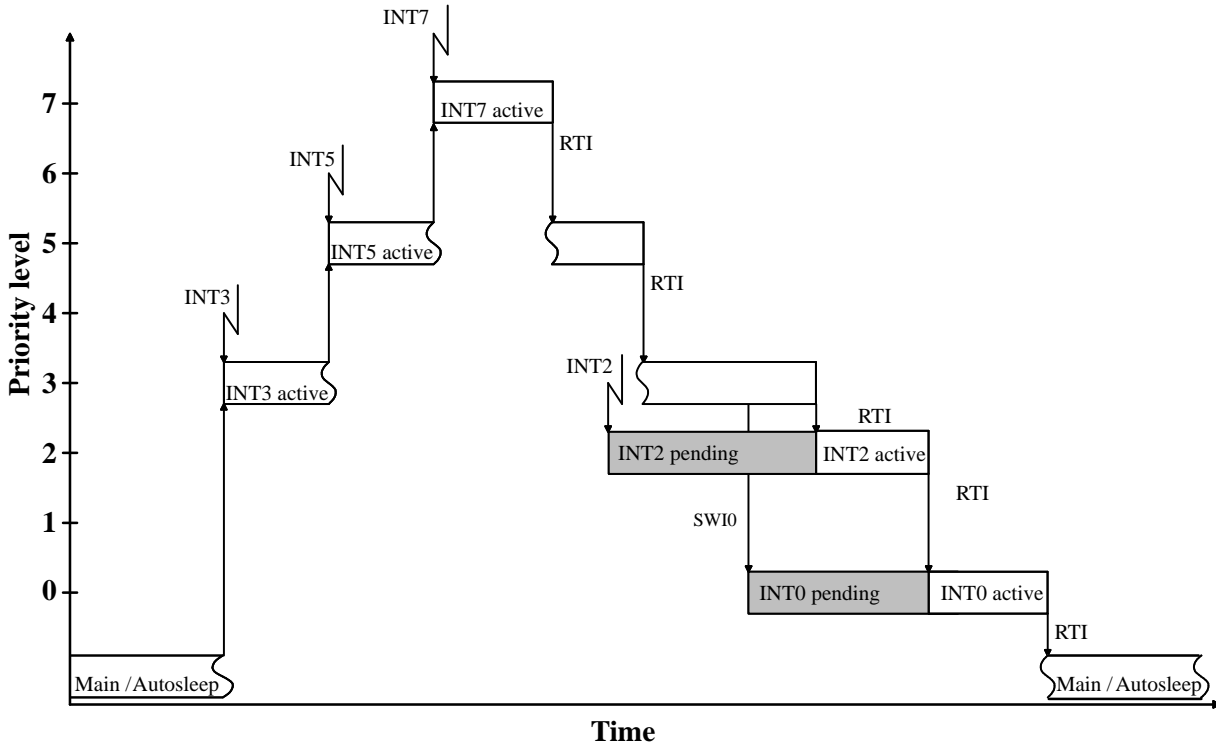 INT7
7
INT7 active
RTI
6
INT5
5
INT5 active
RTI
4
INT3
3
INT3 active
INT2
RTI
2
INT2 pending
INT2 active
RTI
1
SWI0
0
INT0 pending
INT0 active
RTI
Main / Autosleep
Main / Autosleep
Priority level
Time